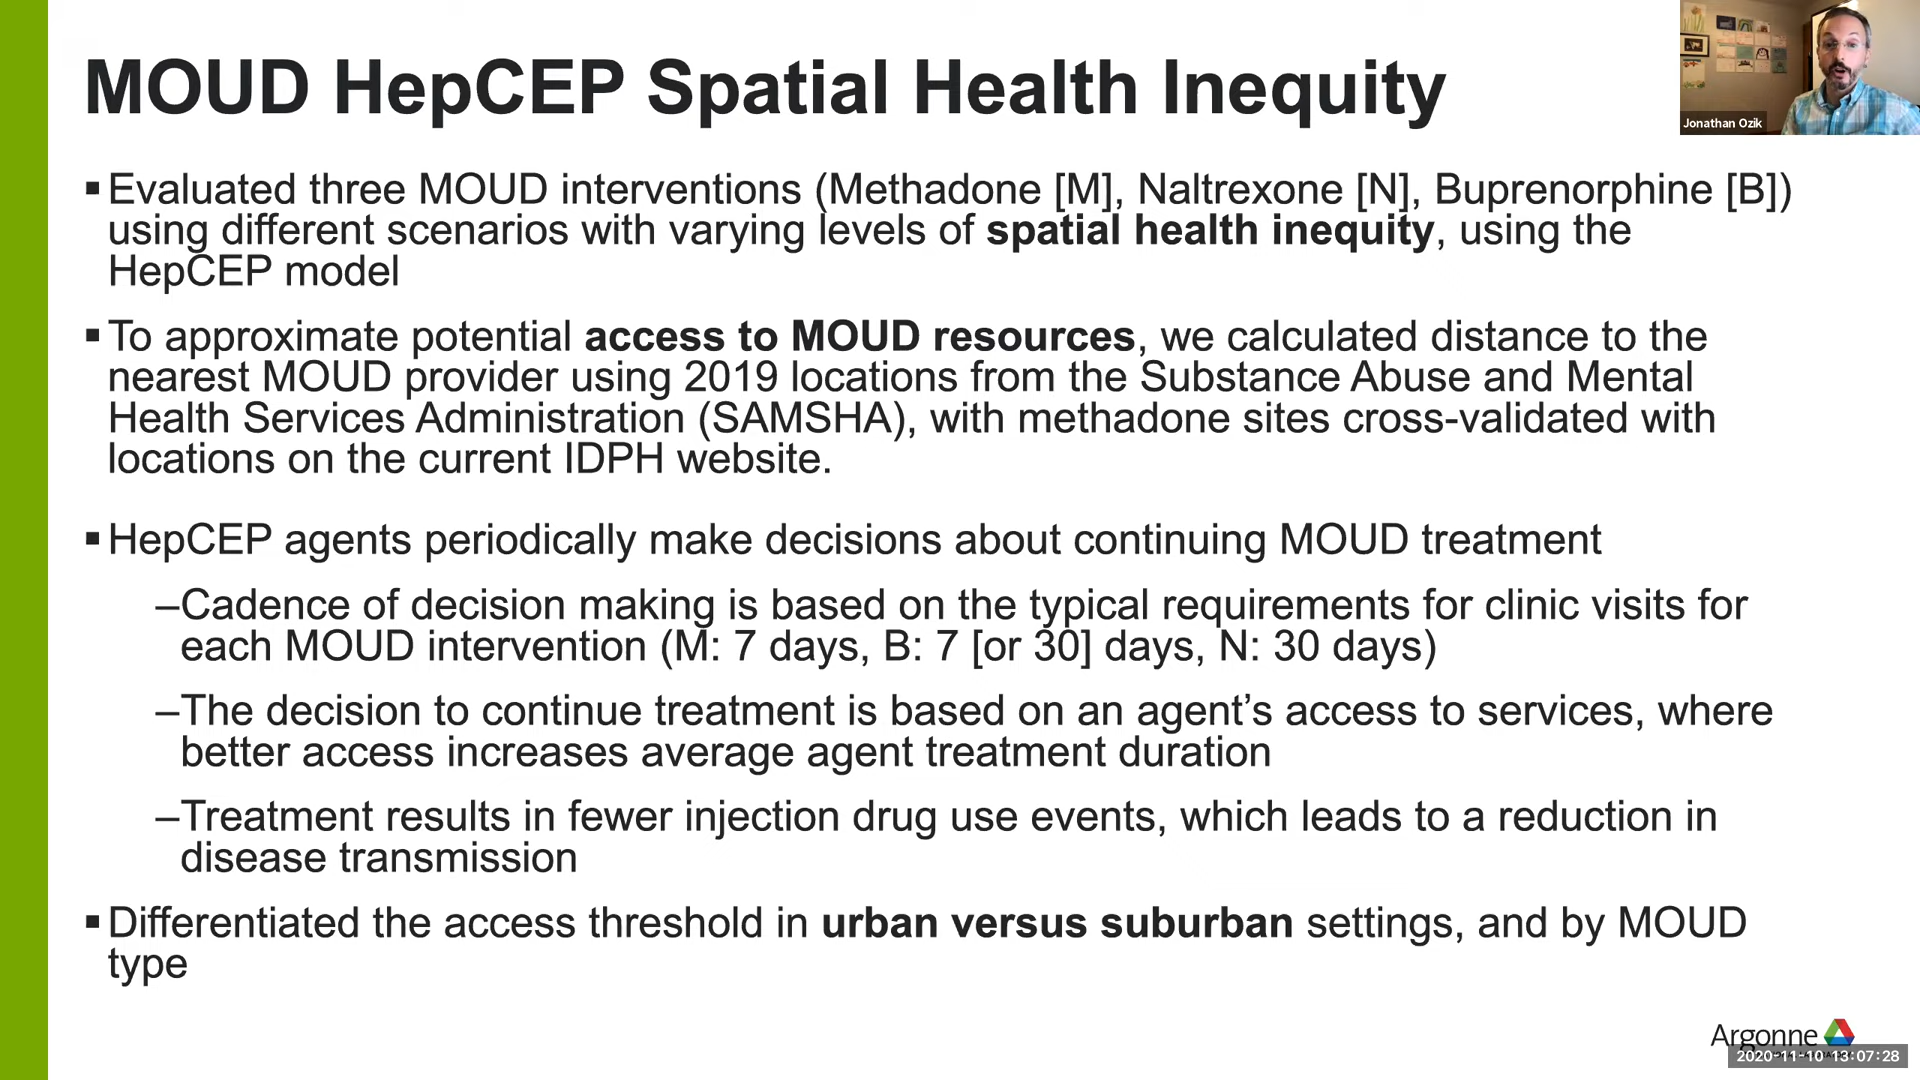 MOUD HepCEP Spatial Health Inequity
Jonathan Ozik
▪Evaluated three MOUD interventions (Methadone [M], Naltrexone [N], Buprenorphine [B])
using different scenarios with varying levels of spatial health inequity, using the
HepCEP model
▪To approximate potential access to MOUD resources, we calculated distance to the
nearest MOUD provider using 2019 locations from the Substance Abuse and Mental
Health Services Administration (SAMSHA), with methadone sites cross-validated with
locations on the current IDPH website.
▪HepCEP agents periodically make decisions about continuing MOUD treatment
–Cadence of decision making is based on the typical requirements for clinic visits for
each MOUD intervention (M: 7 days, B: 7 [or 30] days, N: 30 days)
–The decision to continue treatment is based on an agent’s access to services, where
better access increases average agent treatment duration
–Treatment results in fewer injection drug use events, which leads to a reduction in
disease transmission
▪Differentiated the access threshold in urban versus suburban settings, and by MOUD
type
Argonne
2020-11-10 13:07:28